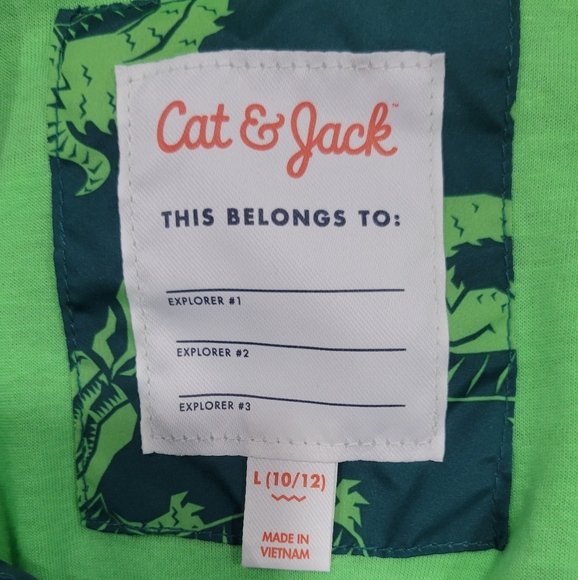 Cat & Jack™
THIS BELONGS TO:
EXPLORER #1
EXPLORER #2
EXPLORER #3
L (10/12)
MADE IN
VIETNAM